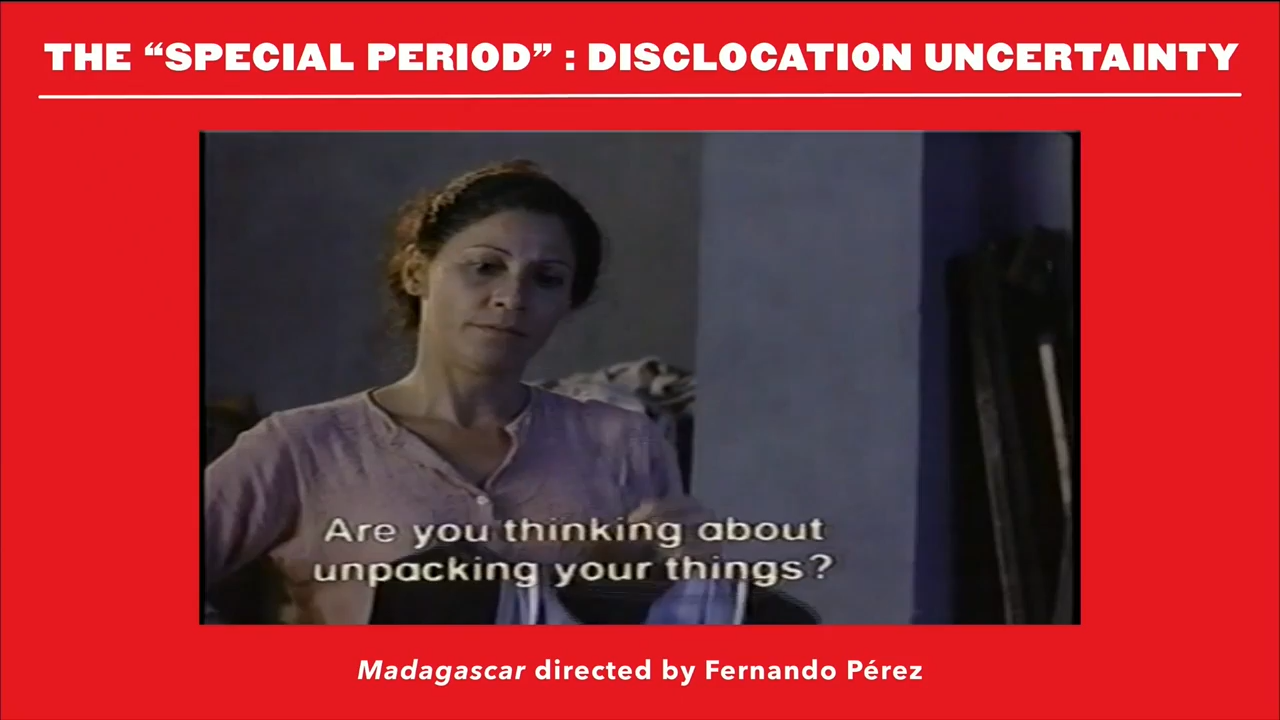 THE “SPECIAL PERIOD” : DISCLOCATION UNCERTAINTY
Are you thinking about
unpacking your things?
Madagascar directed by Fernando Pérez